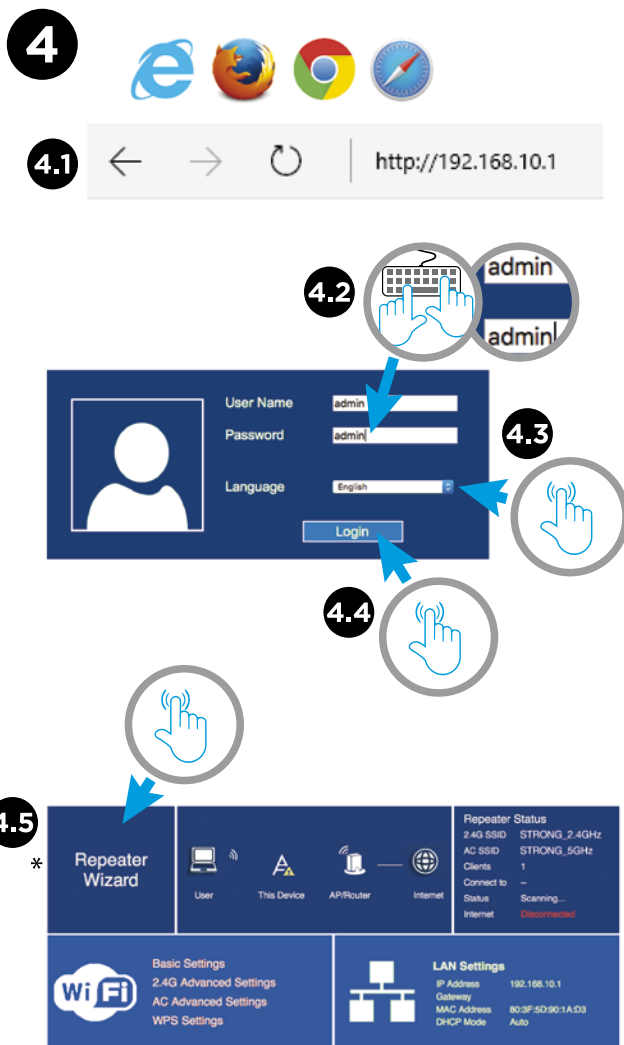 4
4.1
http://192.168.10.1
4.2
admin
admin
User Name admin
Password admin
4.3
Language English
Login
4.4
4.5
*
Repeater
Wizard
User
This Device
AP/Router
Internet
Repeater Status
2.4G SSID STRONG_2.4GHz
AC SSID STRONG_5GHz
Clients 1
Connect to –
Status Scanning...
Internet Disconnected
Wi Fi
Basic Settings
2.4G Advanced Settings
AC Advanced Settings
WPS Settings
LAN Settings
IP Address 192.168.10.1
Gateway
MAC Address 80:3F:5D:90:1A:D3
DHCP Mode Auto